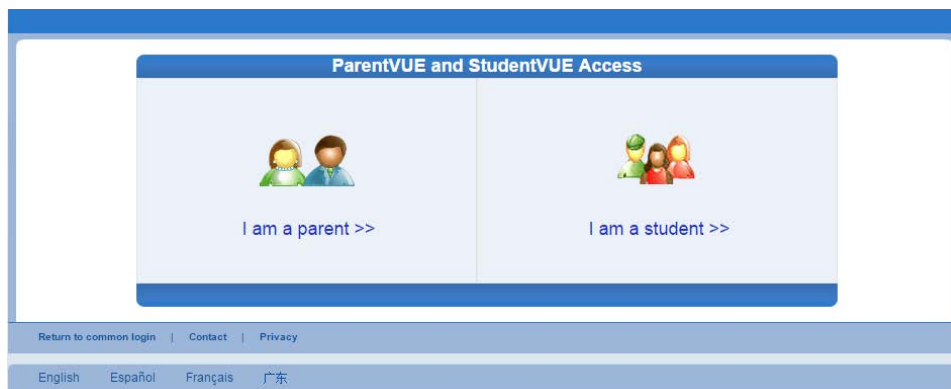 ParentVUE and StudentVUE Access
I am a parent >>
I am a student >>
Return to common login | Contact | Privacy
English Español Français 广东